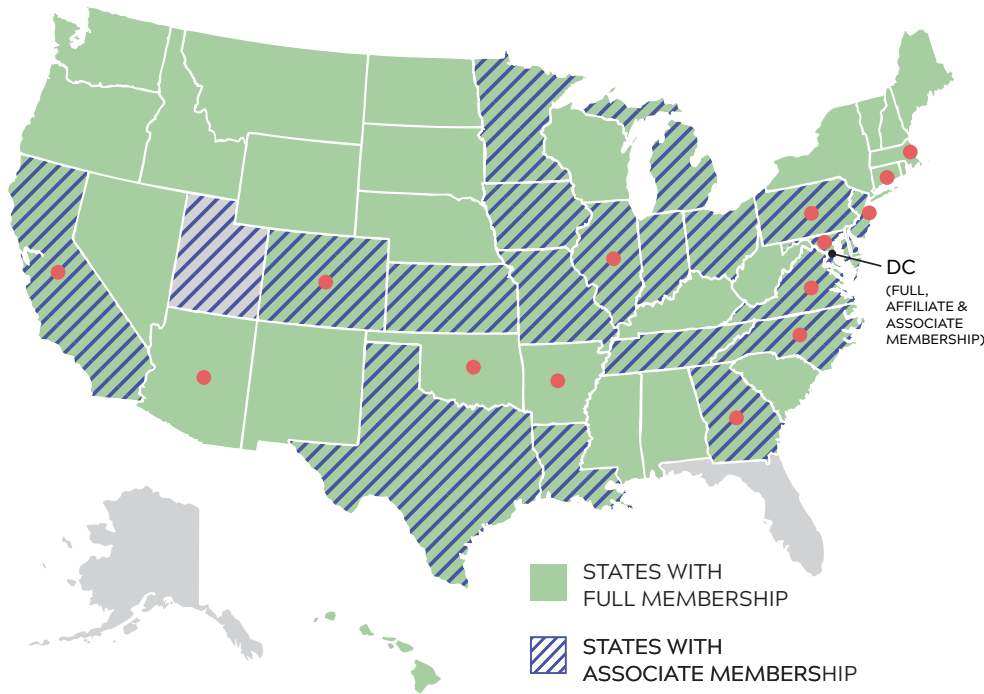 DC
(FULL,
AFFILIATE &
ASSOCIATE
MEMBERSHIP)
STATES WITH
FULL MEMBERSHIP
STATES WITH
ASSOCIATE MEMBERSHIP